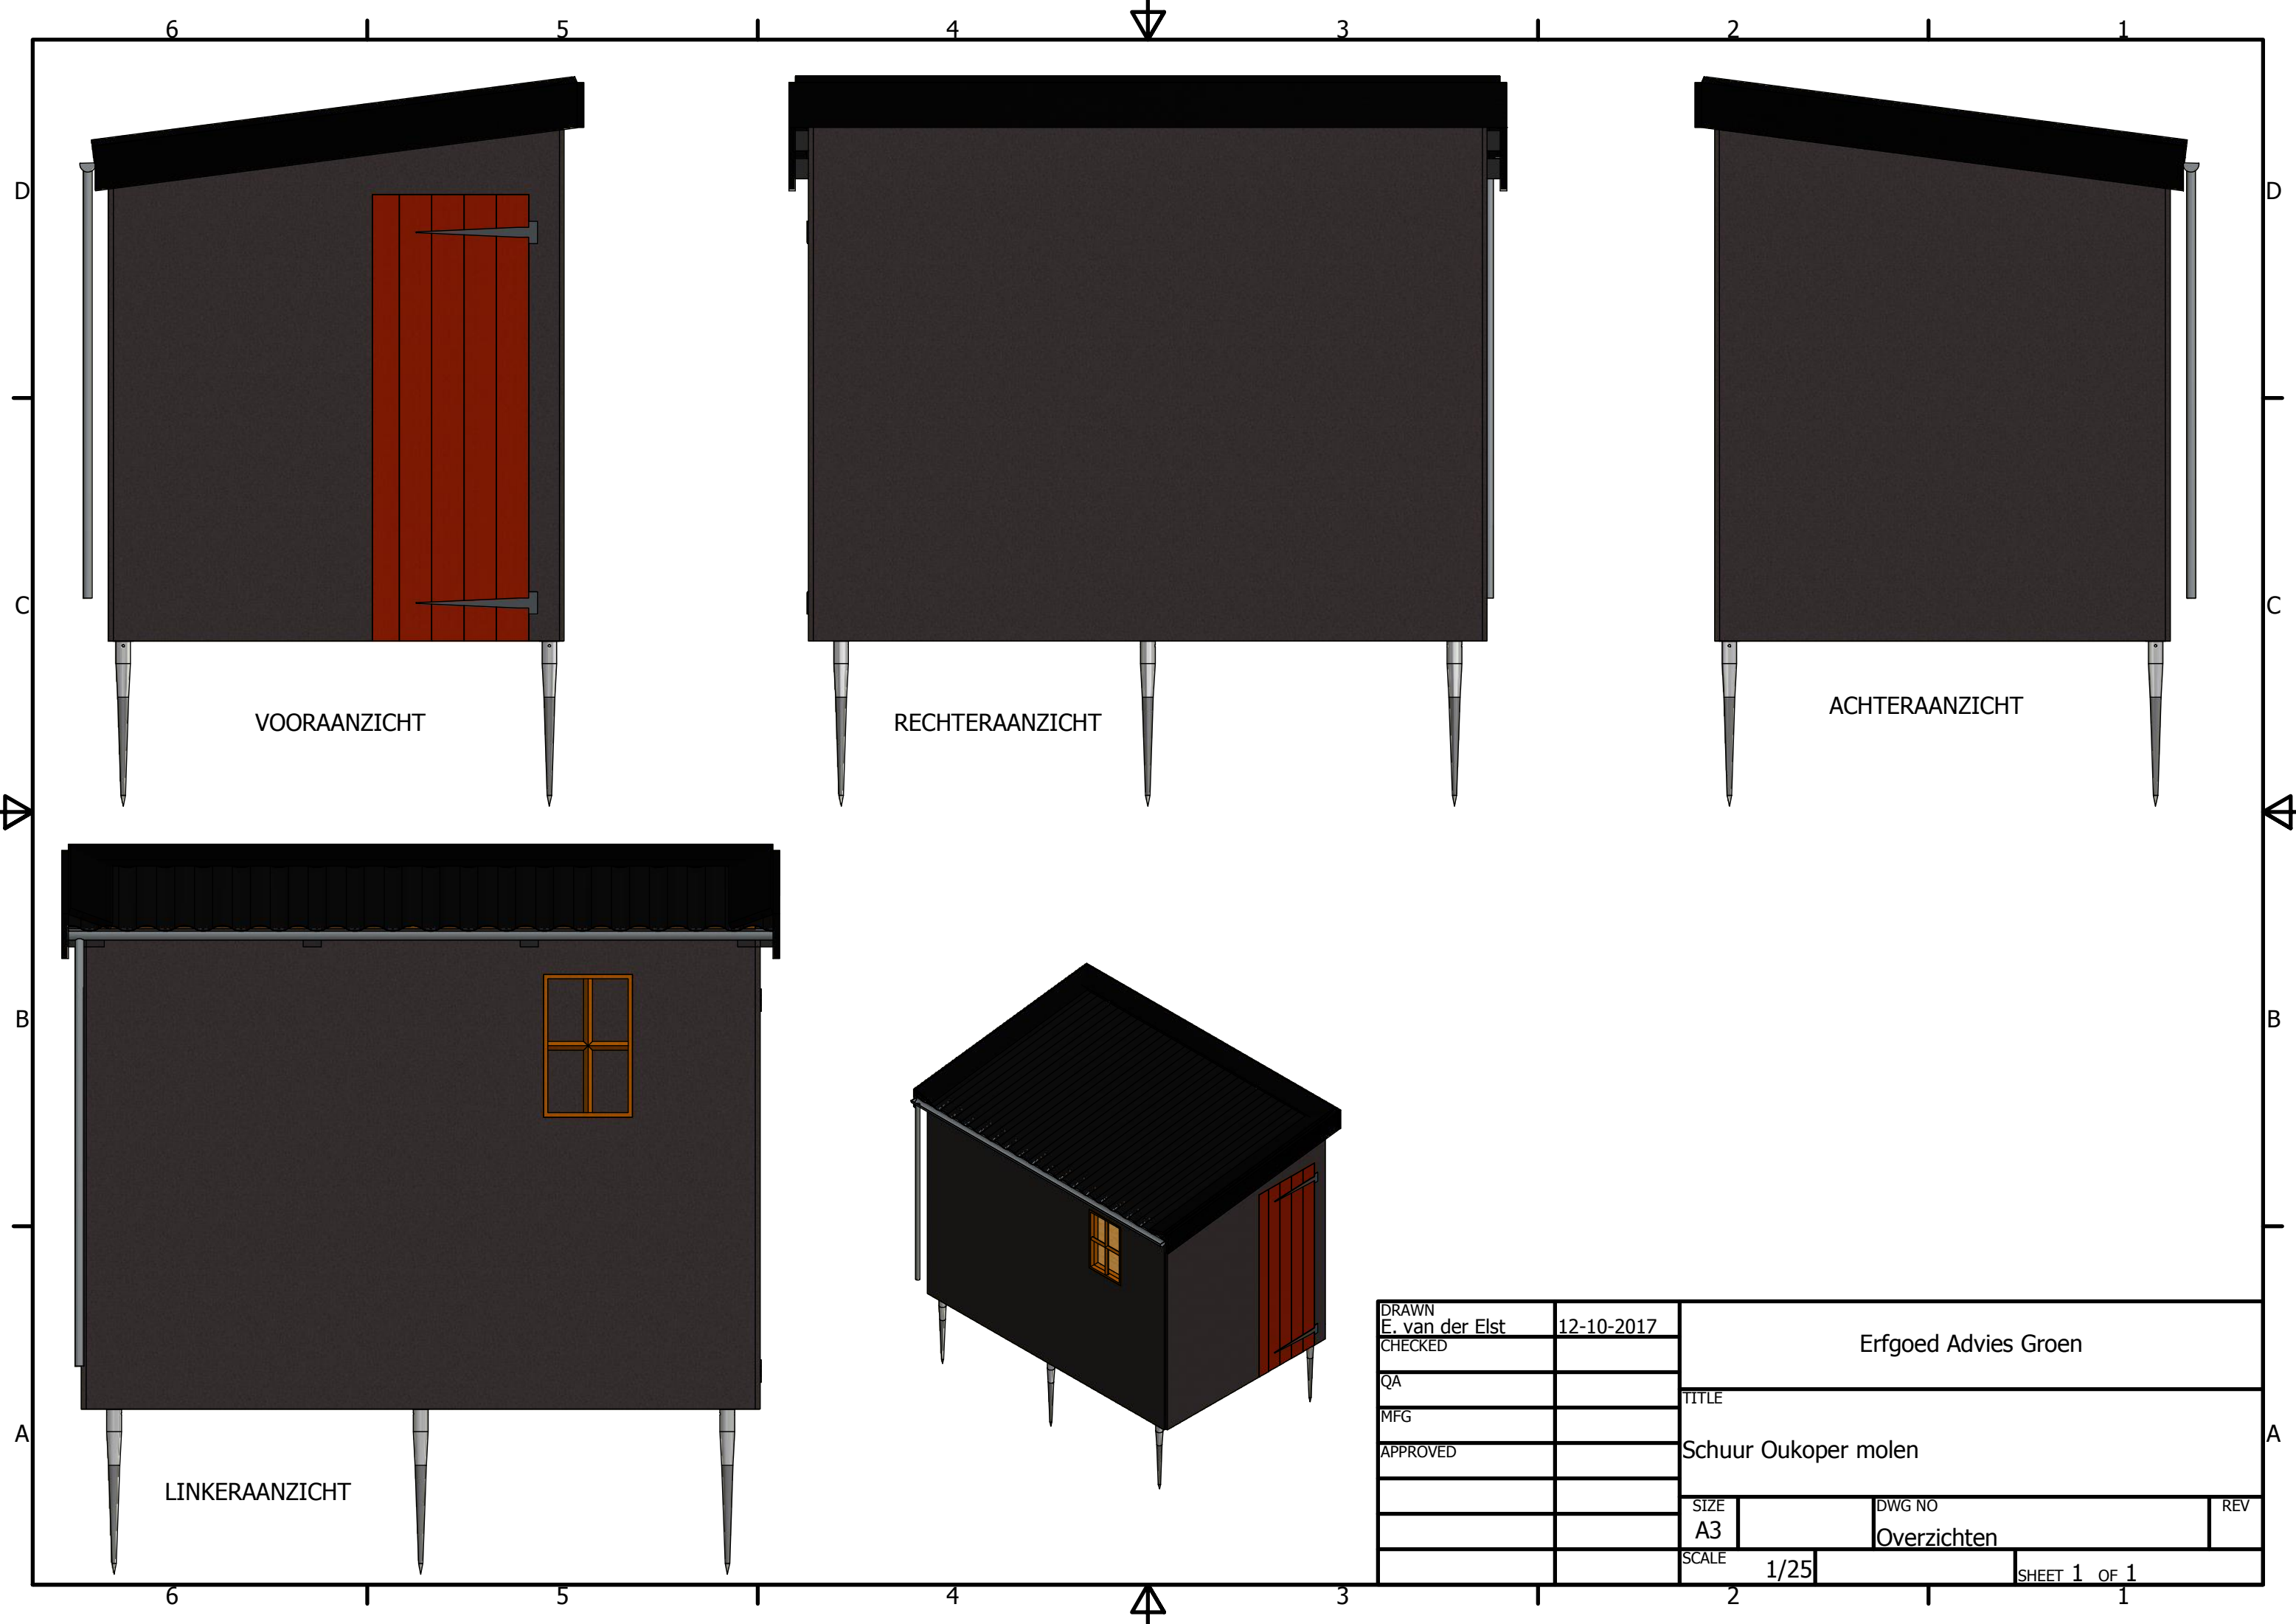 6 5 4 3 2 1
D D
C C
VOORAANZICHT
RECHTERAANZICHT
ACHTERAANZICHT
B B
A A
LINKERAANZICHT
DRAWN
E. van der Elst 12-10-2017
CHECKED
QA
MFG
APPROVED
Erfgoed Advies Groen
TITLE
Schuur Oukoper molen
SIZE
A3
DWG NO
Overzichten
REV
SCALE
1/25
SHEET 1 OF 1
6 5 4 3 2 1